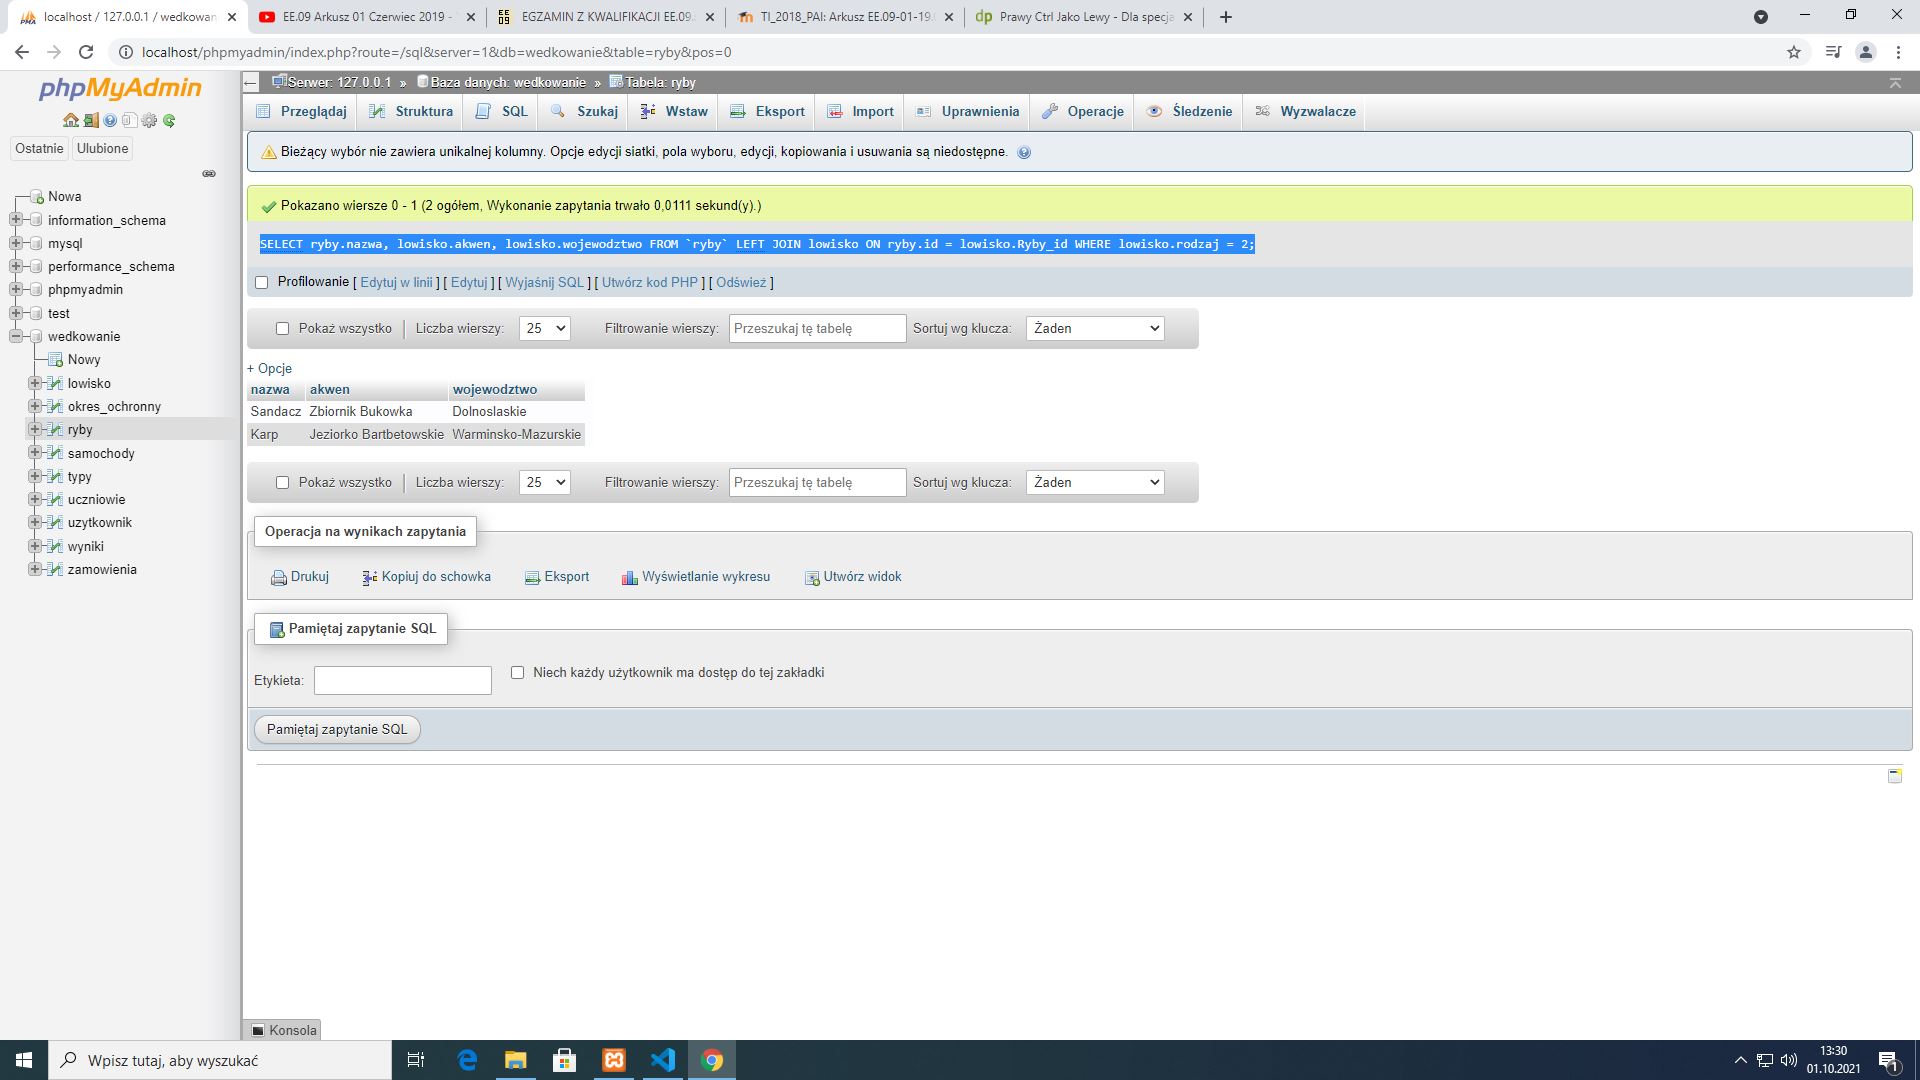 localhost / 127.0.0.1 / wedkowan
EE.09 Arkusz 01 Czerwiec 2019 -
EGZAMIN Z KWALIFIKACJI EE.09
TI_2018_PAI: Arkusz EE.09-01-19.
Prawy Ctrl Jako Lewy - Dla specja
localhost/phpmyadmin/index.php?route=/sql&server=1&db=wedkowanie&table=ryby&pos=0
phpMyAdmin
Ostatnie
Ulubione
Nowa
information_schema
mysql
performance_schema
phpmyadmin
test
wedkowanie
Nowy
lowisko
okres_ochronny
ryby
samochody
typy
uczniowie
uzytkownik
wyniki
zamowienia
Serwer: 127.0.0.1 » Baza danych: wedkowanie » Tabela: ryby
Przeglądaj Struktura SQL Szukaj Wstaw Eksport Import Uprawnienia Operacje Śledzenie Wyzwalacze
Bieżący wybór nie zawiera unikalnej kolumny. Opcje edycji siatki, pola wyboru, edycji, kopiowania i usuwania są niedostępne.
Pokazano wiersze 0 - 1 (2 ogółem, Wykonanie zapytania trwało 0,0111 sekund(y).)
SELECT ryby.nazwa, lowisko.akwen, lowisko.wojewodztwo FROM `ryby` LEFT JOIN lowisko ON ryby.id = lowisko.Ryby_id WHERE lowisko.rodzaj = 2;
Profilowanie [ Edytuj w linii ] [ Edytuj ] [ Wyjaśnij SQL ] [ Utwórz kod PHP ] [ Odśwież ]
Pokaż wszystko | Liczba wierszy: 25 Filtrowanie wierszy: Przeszukaj tę tabelę Sortuj wg klucza: Żaden
+ Opcje
nazwa akwen wojewodztwo
Sandacz Zbiornik Bukowka Dolnoslaskie
Karp Jeziorko Bartbetowskie Warminsko-Mazurskie
Pokaż wszystko | Liczba wierszy: 25 Filtrowanie wierszy: Przeszukaj tę tabelę Sortuj wg klucza: Żaden
Operacja na wynikach zapytania
Drukuj Kopiuj do schowka Eksport Wyświetlanie wykresu Utwórz widok
Pamiętaj zapytanie SQL
Etykieta: Niech każdy użytkownik ma dostęp do tej zakładki
Pamiętaj zapytanie SQL
Konsola
Wpisz tutaj, aby wyszukać
13:30
01.10.2021
1